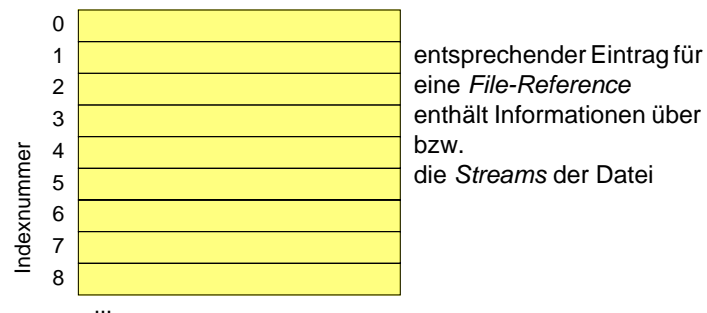 0
1
2
3
4
5
6
7
8
...
Indexnummer
entsprechender Eintrag für
eine File-Reference
enthält Informationen über
bzw.
die Streams der Datei